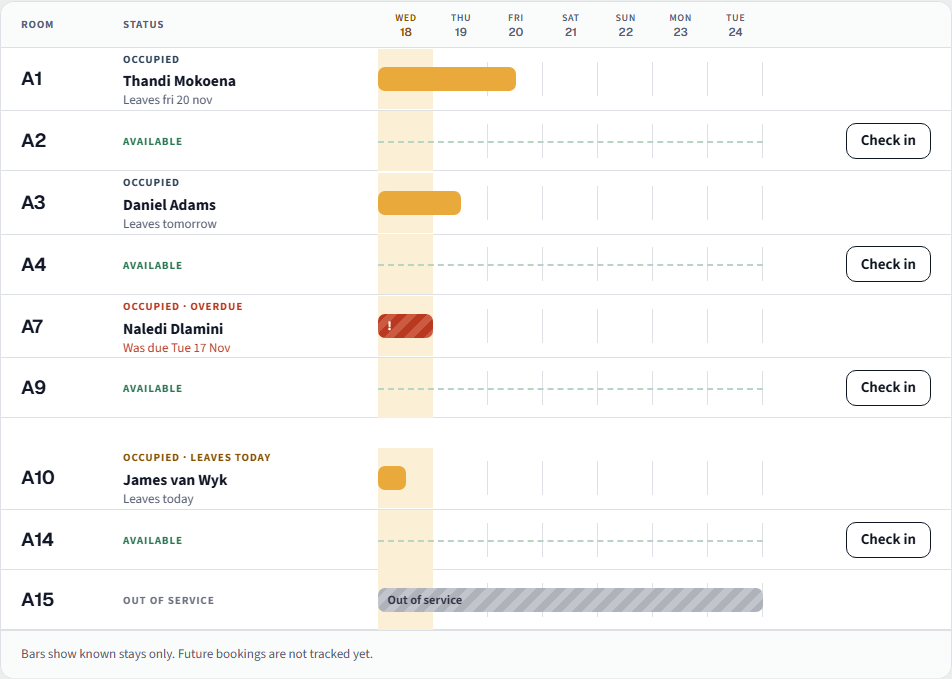 ROOM STATUS WED THU FRI SAT SUN MON TUE
18 19 20 21 22 23 24
OCCUPIED
A1 Thandi Mokoena
Leaves fri 20 nov
A2 AVAILABLE Check in
OCCUPIED
A3 Daniel Adams
Leaves tomorrow
A4 AVAILABLE Check in
OCCUPIED · OVERDUE
A7 Naledi Dlamini !
Was due Tue 17 Nov
A9 AVAILABLE Check in
OCCUPIED · LEAVES TODAY
A10 James van Wyk
Leaves today
A14 AVAILABLE Check in
A15 OUT OF SERVICE Out of service
Bars show known stays only. Future bookings are not tracked yet.